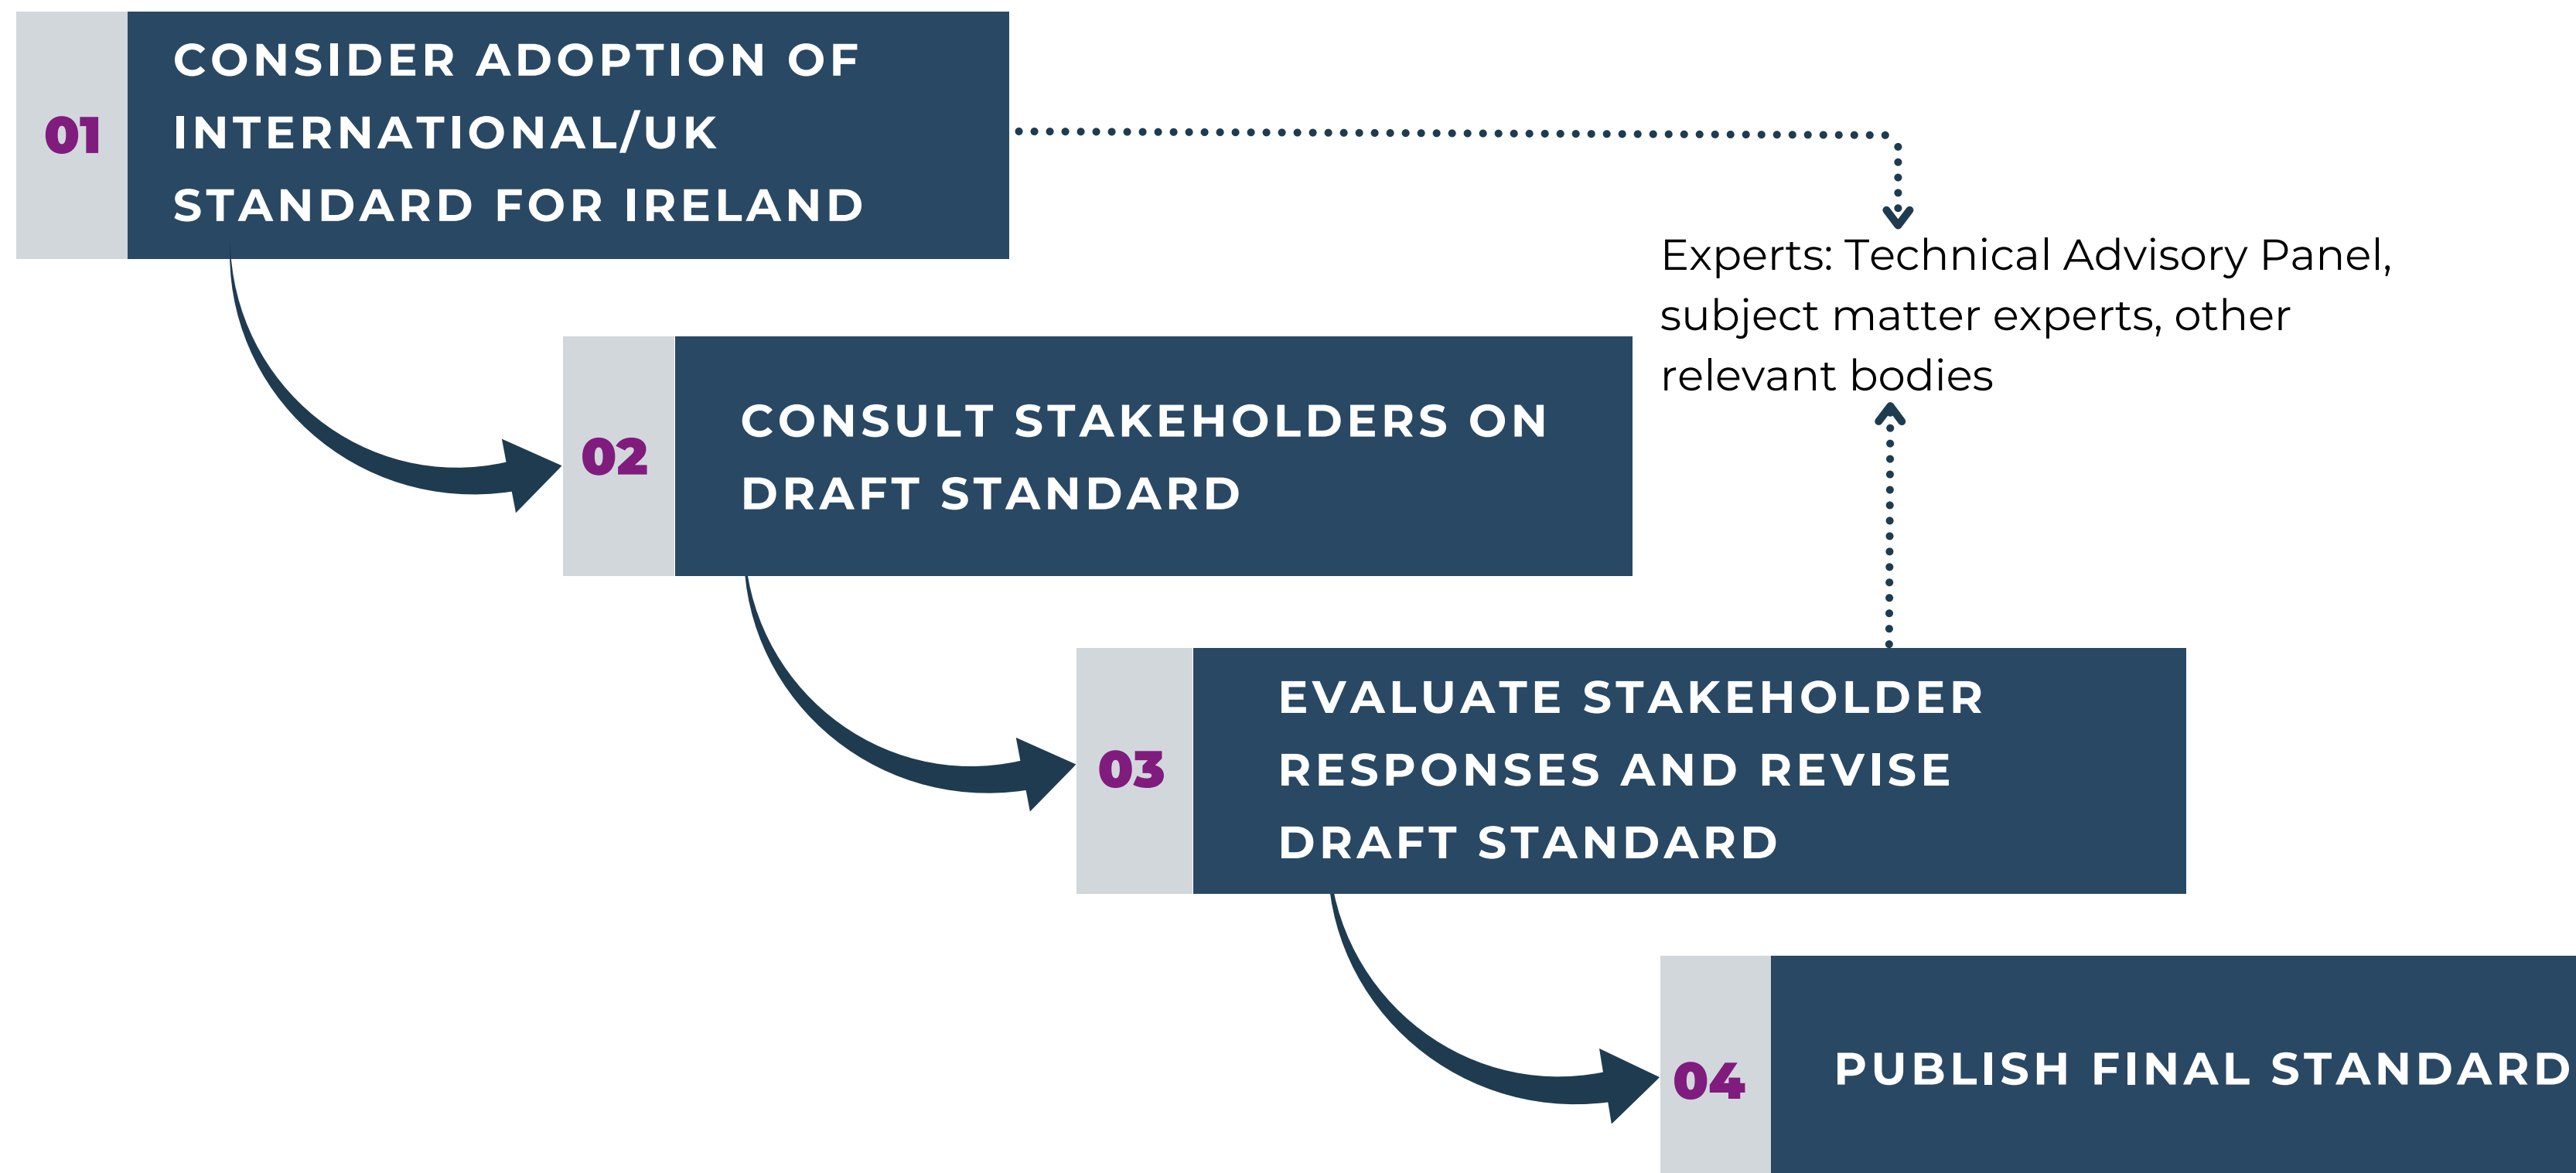 01
CONSIDER ADOPTION OF
INTERNATIONAL/UK
STANDARD FOR IRELAND
Experts: Technical Advisory Panel,
subject matter experts, other
relevant bodies
02
CONSULT STAKEHOLDERS ON
DRAFT STANDARD
03
EVALUATE STAKEHOLDER
RESPONSES AND REVISE
DRAFT STANDARD
04
PUBLISH FINAL STANDARD